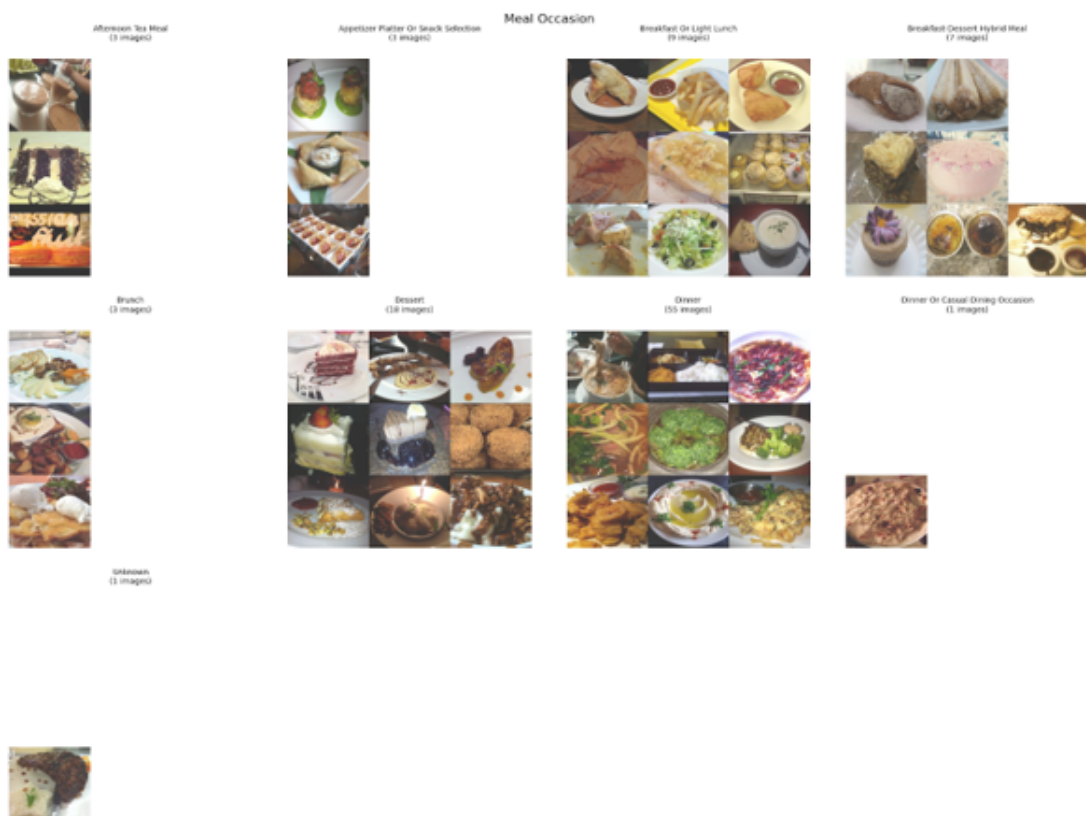 Meal Occasion
Afternoon Tea Meal
(3 images)
Appetizer Platter Or Snack Selection
(3 images)
Breakfast Or Light Lunch
(9 images)
Breakfast Dessert Hybrid Meal
(7 images)
Brunch
(3 images)
Dessert
(18 images)
Dinner
(55 images)
Dinner Or Casual Dining Occasion
(1 images)
Unknown
(1 images)